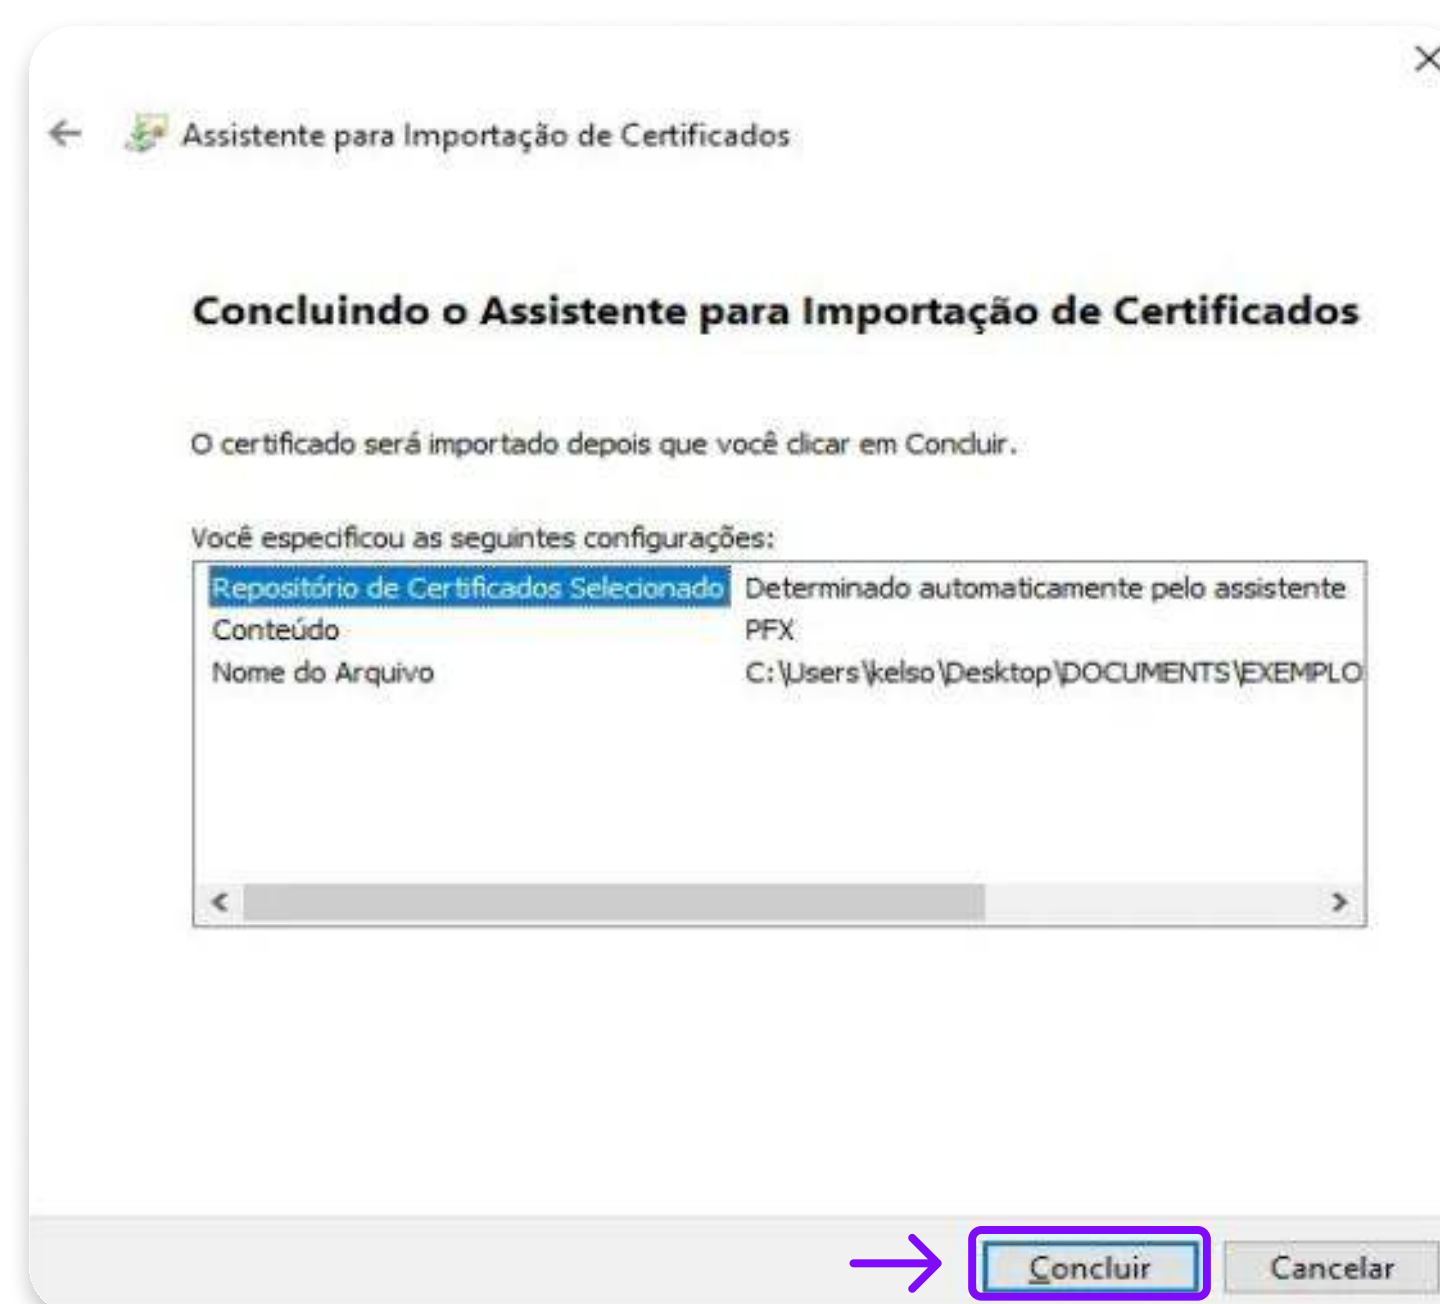 Assistente para Importação de Certificados
Concluindo o Assistente para Importação de Certificados
O certificado será importado depois que você clicar em Concluir.
Você especificou as seguintes configurações:
Repositório de Certificados Selecionado Determinado automaticamente pelo assistente
Conteúdo PFX
Nome do Arquivo C:\Users\kelso\Desktop\DOCUMENTS\EXEMPLO
Concluir Cancelar